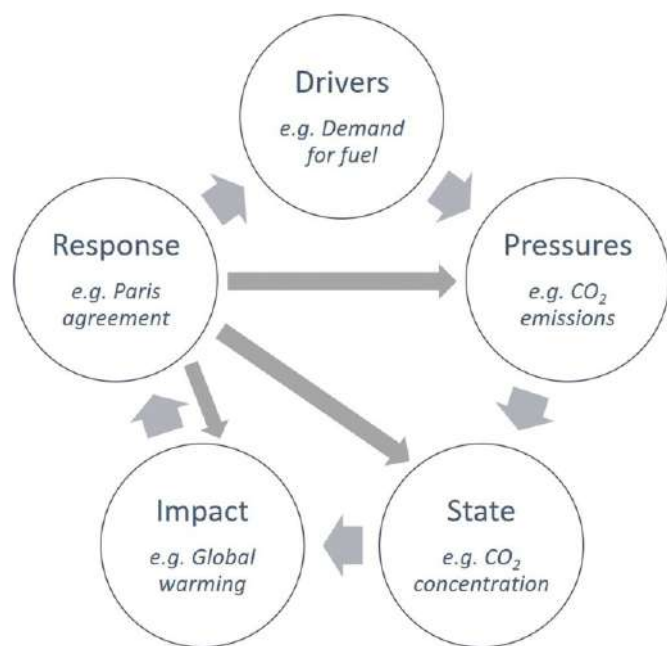 Drivers
e.g. Demand
for fuel
Response
e.g. Paris
agreement
Pressures
e.g. CO₂
emissions
Impact
e.g. Global
warming
State
e.g. CO₂
concentration